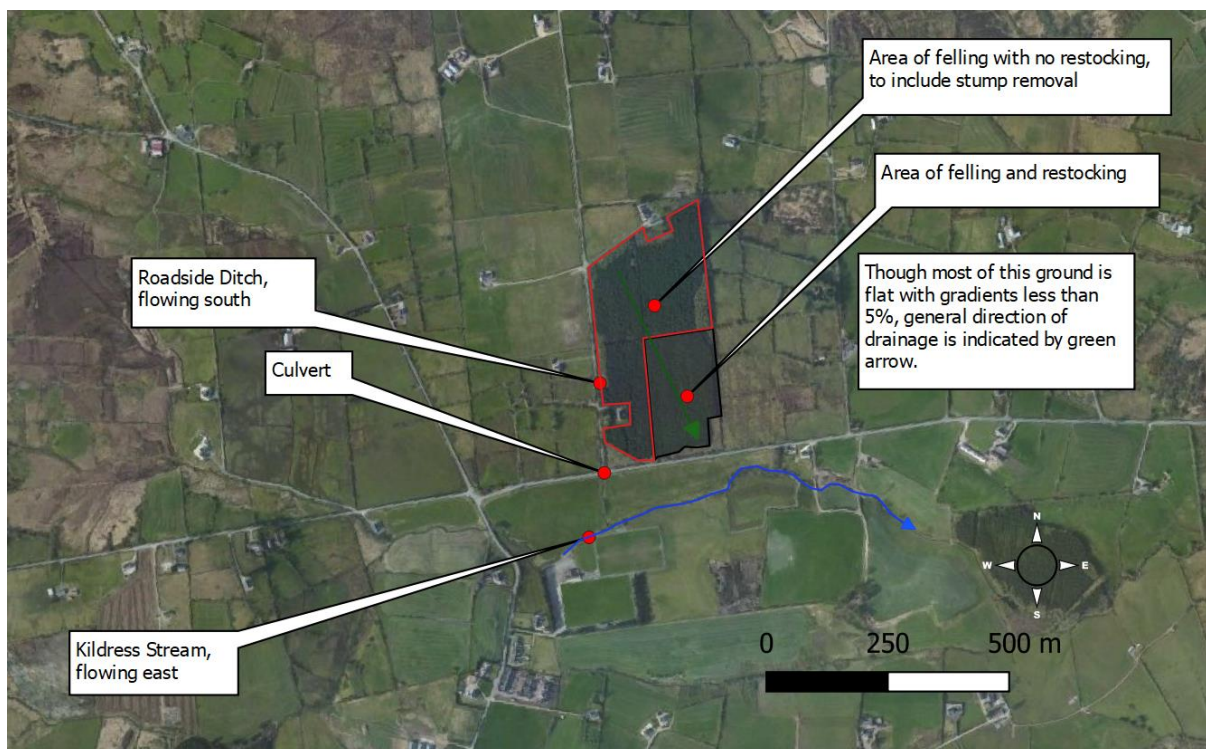 Area of felling with no restocking,
to include stump removal
Area of felling and restocking
Though most of this ground is
flat with gradients less than
5%, general direction of
drainage is indicated by green
arrow.
Roadside Ditch,
flowing south
Culvert
Kildress Stream,
flowing east
N
W E
S
0 250 500 m